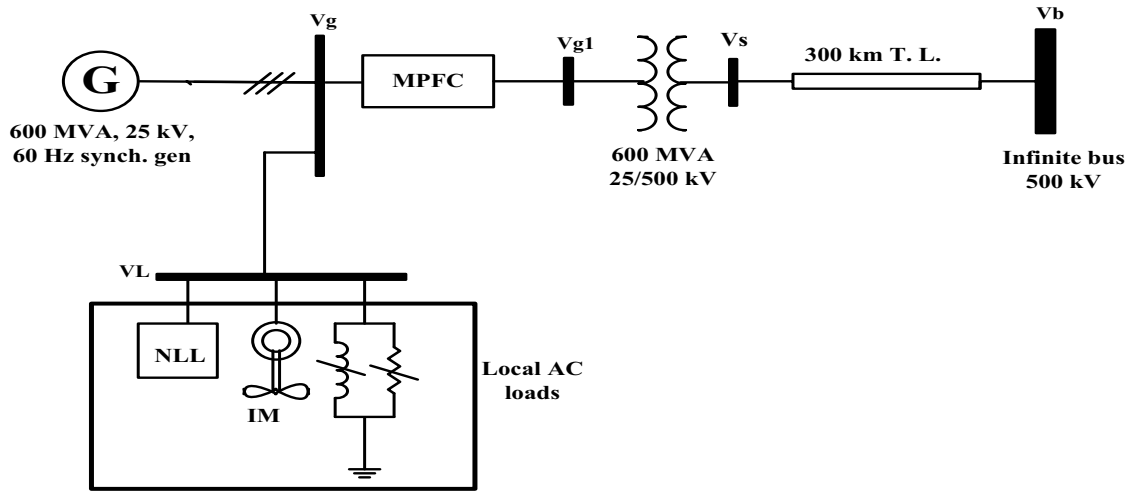 Vg
Vb
Vg1
Vs
300 km T. L.
G
MPFC
600 MVA, 25 kV,
60 Hz synch. gen
600 MVA
25/500 kV
Infinite bus
500 kV
VL
NLL
IM
Local AC
loads